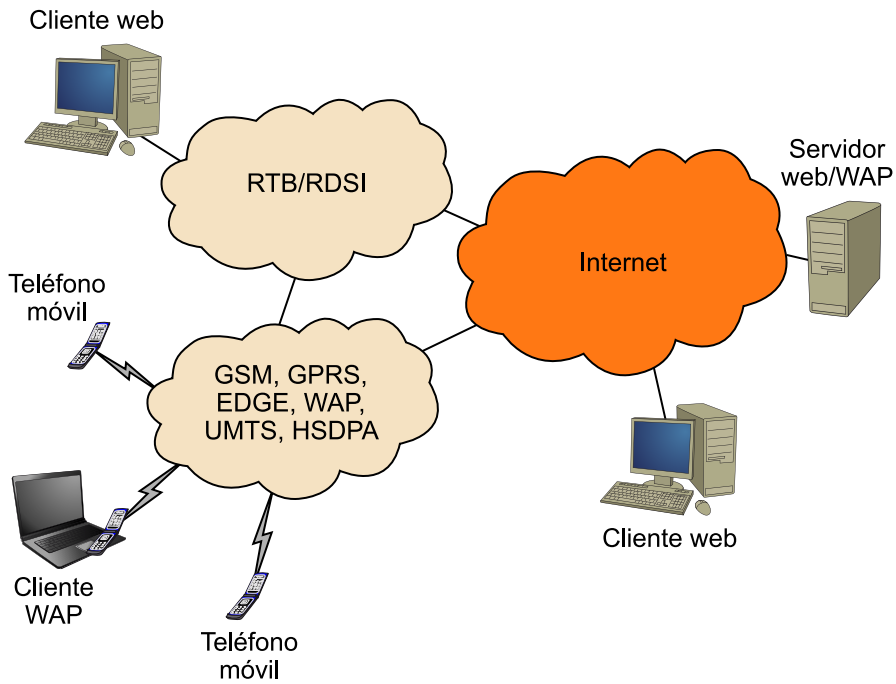 Cliente web
RTB/RDSI
Servidor
web/WAP
Internet
Teléfono
móvil
GSM, GPRS,
EDGE, WAP,
UMTS, HSDPA
Cliente web
Cliente
WAP
Teléfono
móvil